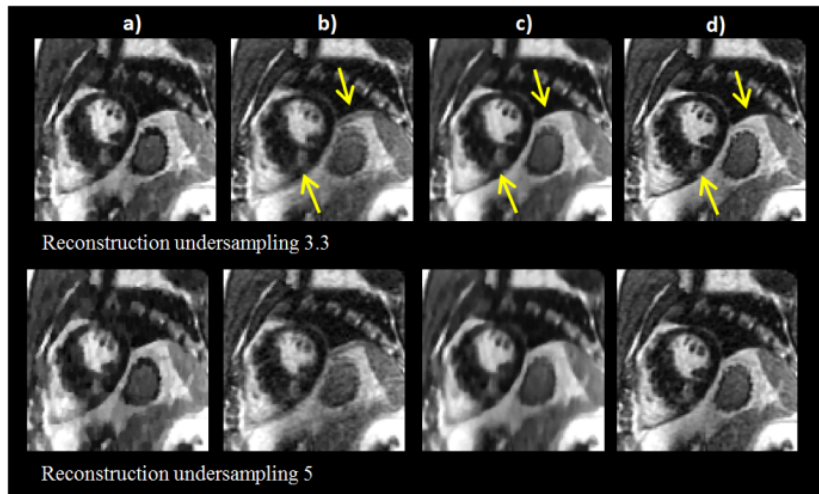 a) b) c) d)
Reconstruction undersampling 3.3
Reconstruction undersampling 5